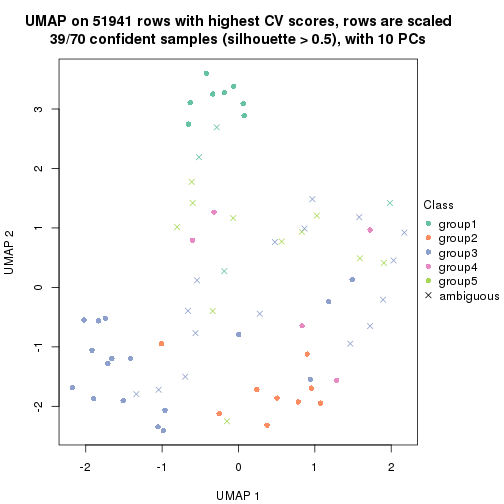 UMAP on 51941 rows with highest CV scores, rows are scaled
39/70 confident samples (silhouette > 0.5), with 10 PCs
3
2
1
0
-1
-2
UMAP 2
-2
-1
0
1
2
UMAP 1
Class
group1
group2
group3
group4
group5
ambiguous